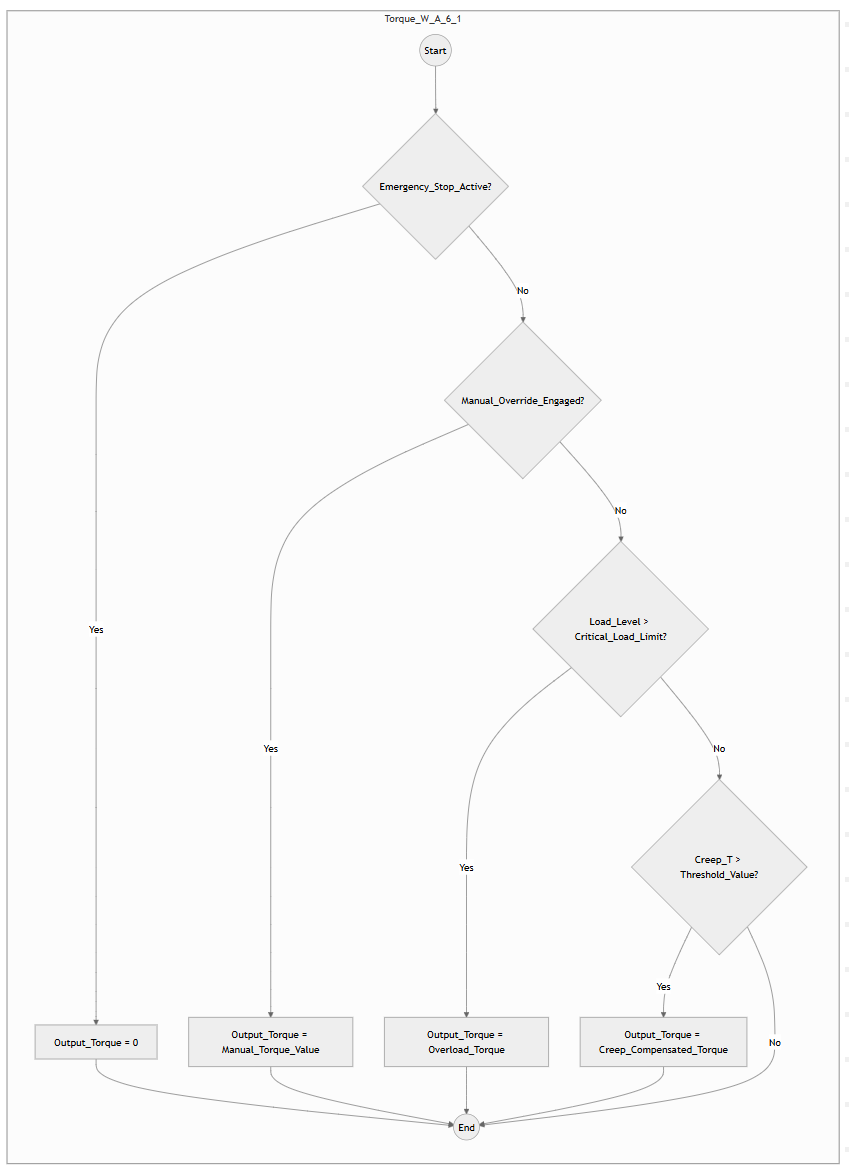 Torque_W_A_6_1
Start
Emergency_Stop_Active?
No
Manual_Override_Engaged?
No
Load_Level >
Critical_Load_Limit?
Yes
Yes
No
Creep_T >
Threshold_Value?
Yes
Yes
Output_Torque = 0
Output_Torque =
Manual_Torque_Value
Output_Torque =
Overload_Torque
Output_Torque =
Creep_Compensated_Torque
No
End